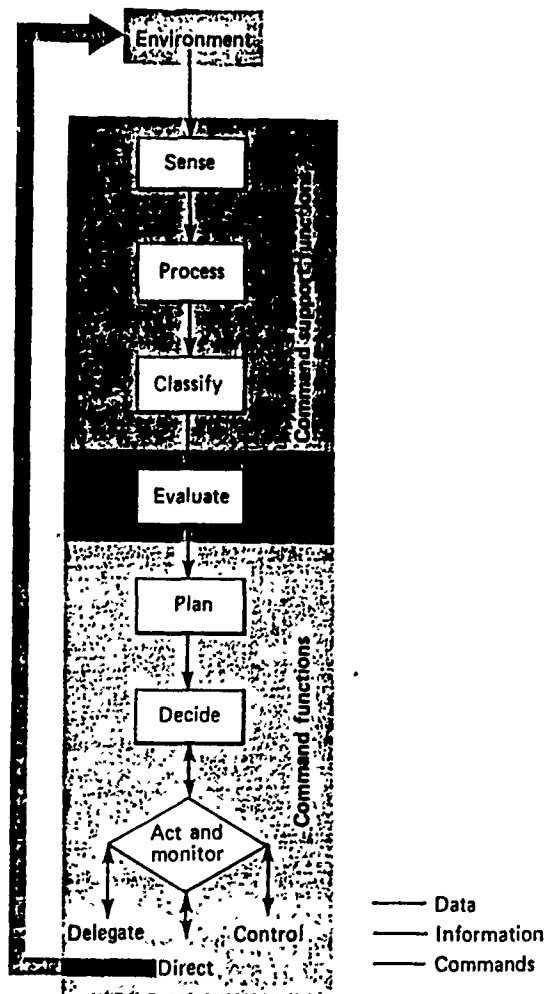 Environment
Sense
Command support functions
Process
Classify
Evaluate
Plan
Command functions
Decide
Act and
monitor
Delegate
Control
Direct
Data
Information
Commands